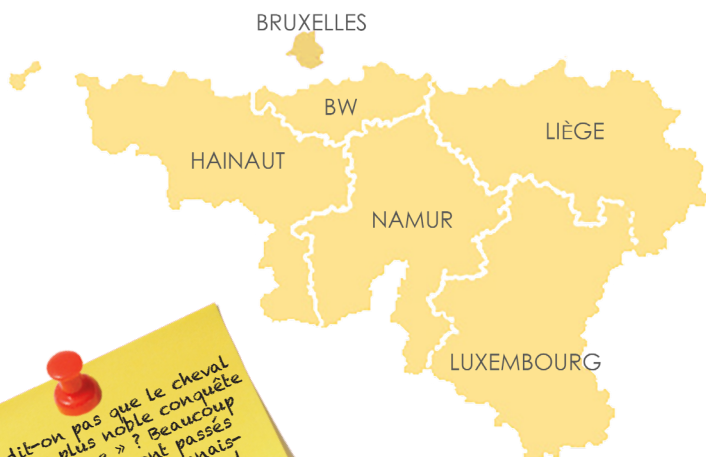 BRUXELLES
BW
LIÈGE
HAINAUT
NAMUR
LUXEMBOURG
dit-on pas que le cheval
plus noble conquête
» ? Beaucoup
passés